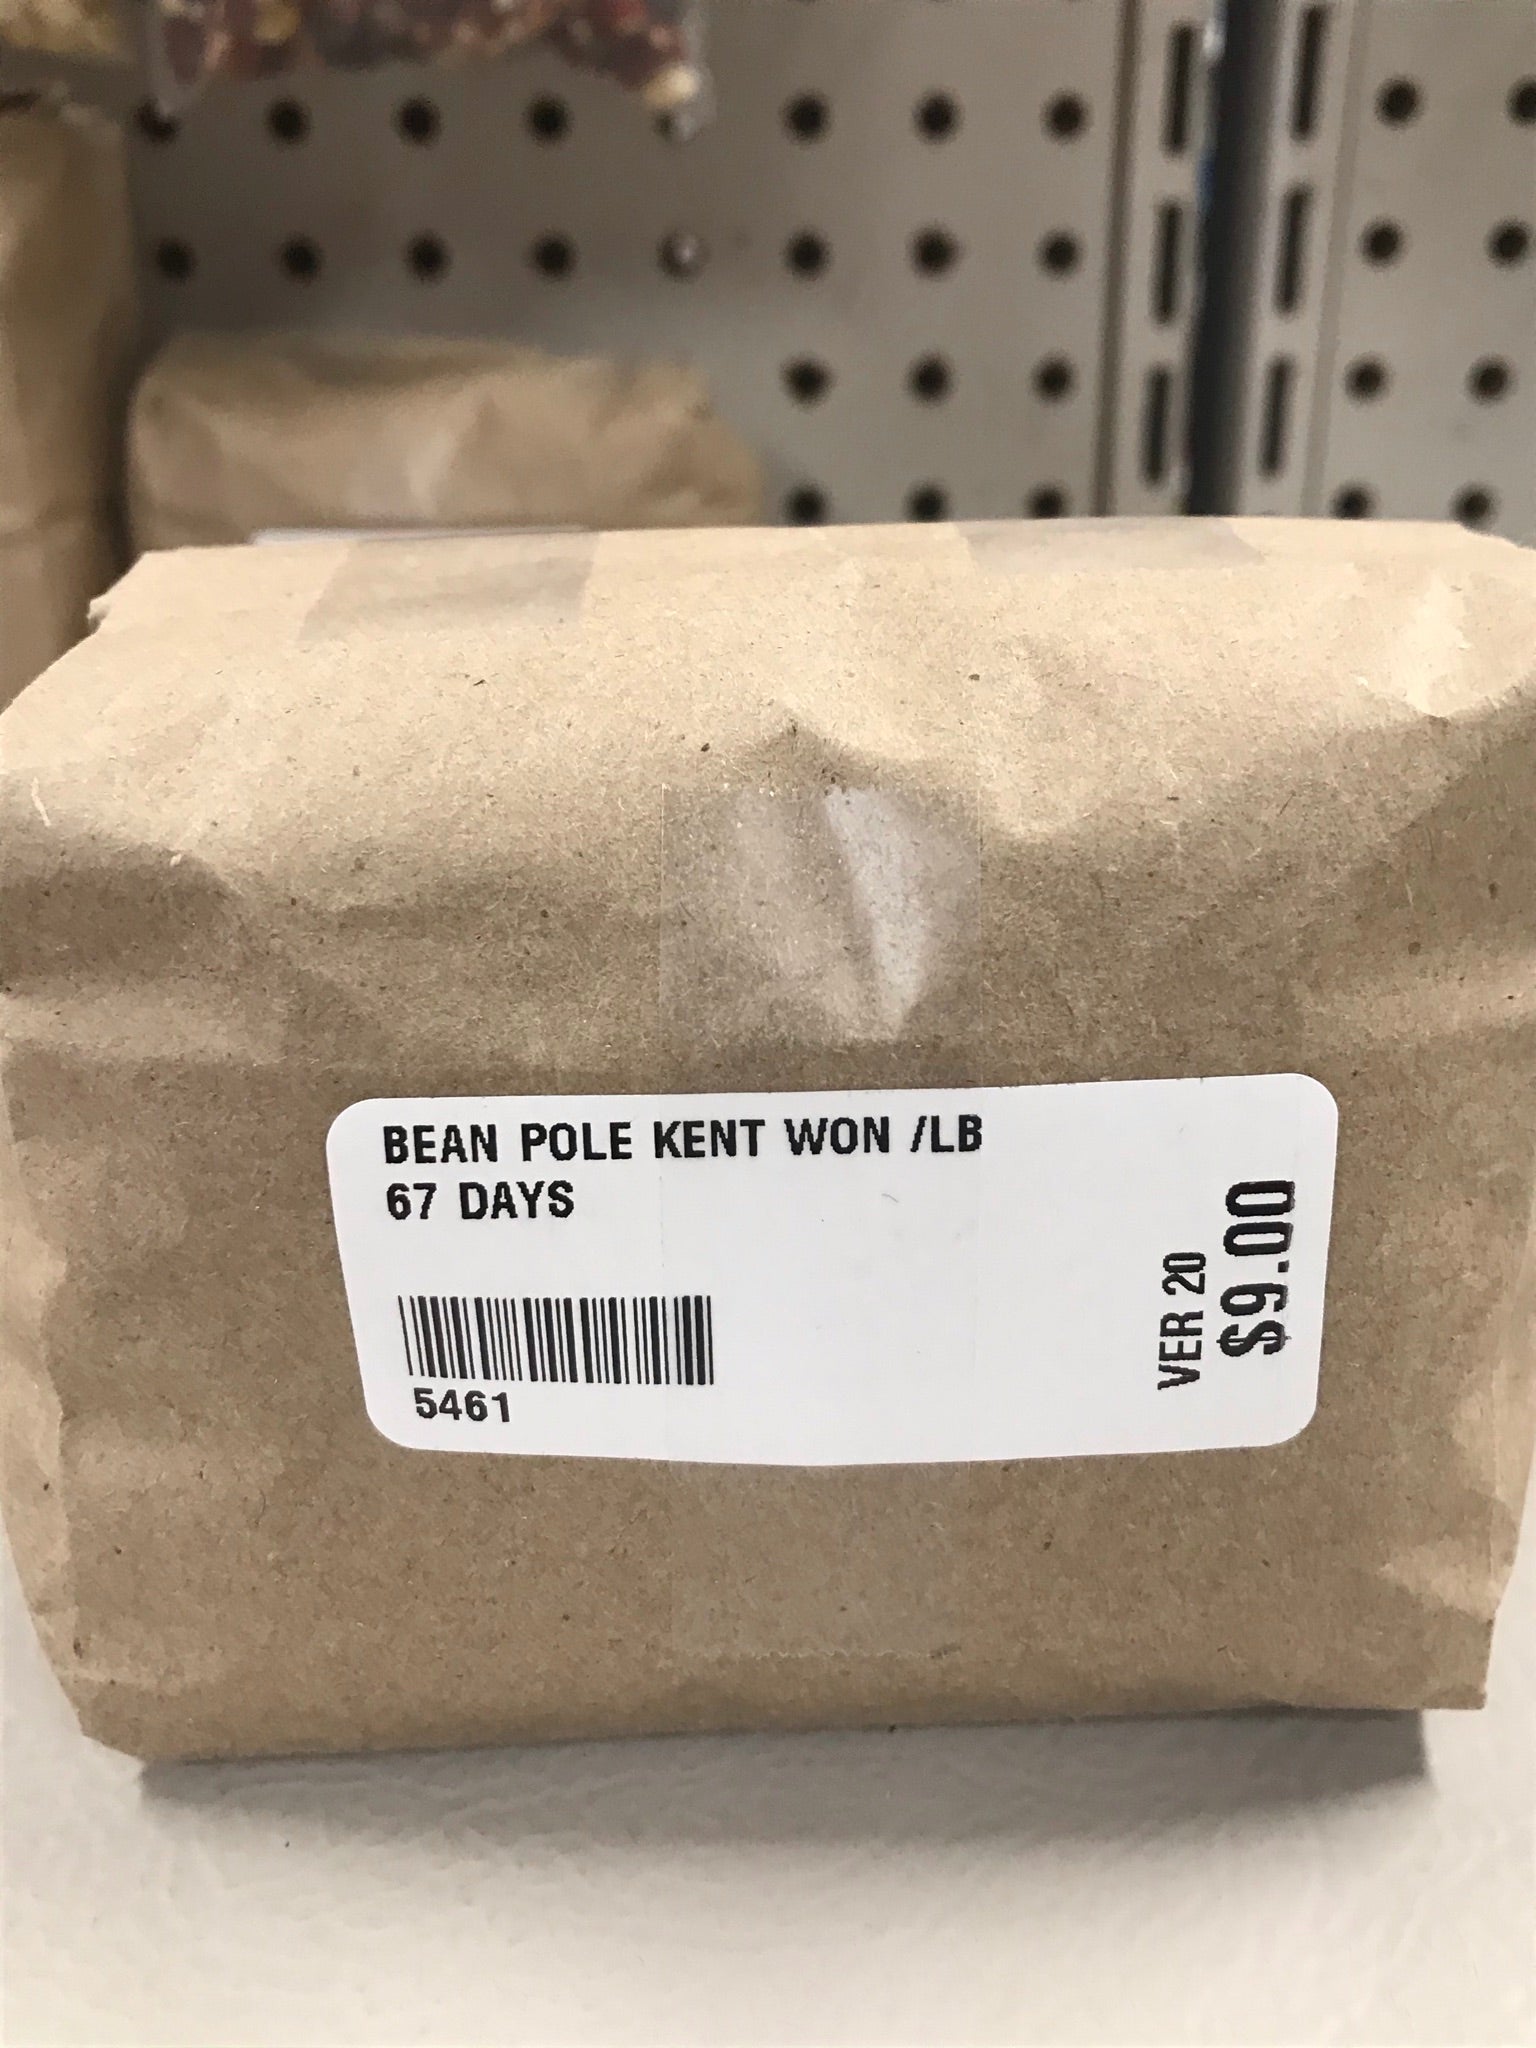 BEAN POLE KENT WON /LB
67 DAYS
5461
VER 20
$9.00